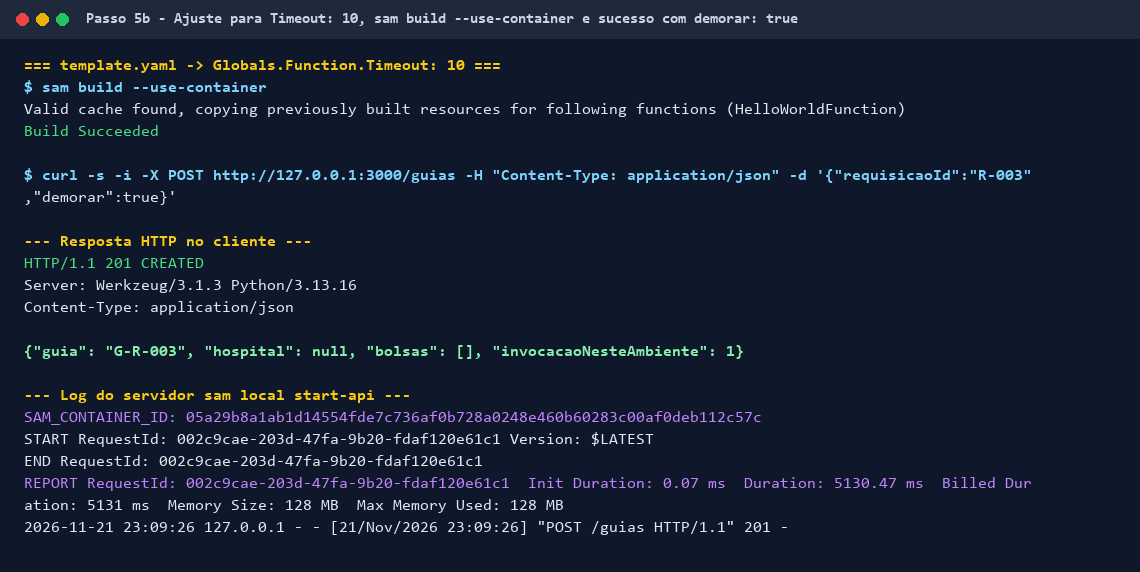 Passo 5b - Ajuste para Timeout: 10, sam build --use-container e sucesso com demorar: true
=== template.yaml -> Globals.Function.Timeout: 10 ===
$ sam build --use-container
Valid cache found, copying previously built resources for following functions (HelloWorldFunction)
Build Succeeded
$ curl -s -i -X POST http://127.0.0.1:3000/guias -H "Content-Type: application/json" -d '{"requisicaoId":"R-003"
,"demorar":true}'
--- Resposta HTTP no cliente ---
HTTP/1.1 201 CREATED
Server: Werkzeug/3.1.3 Python/3.13.16
Content-Type: application/json
{"guia": "G-R-003", "hospital": null, "bolsas": [], "invocacaoNesteAmbiente": 1}
--- Log do servidor sam local start-api ---
SAM_CONTAINER_ID: 05a29b8a1ab1d14554fde7c736af0b728a0248e460b60283c00af0deb112c57c
START RequestId: 002c9cae-203d-47fa-9b20-fdaf120e61c1 Version: $LATEST
END RequestId: 002c9cae-203d-47fa-9b20-fdaf120e61c1
REPORT RequestId: 002c9cae-203d-47fa-9b20-fdaf120e61c1  Init Duration: 0.07 ms  Duration: 5130.47 ms  Billed Dur
ation: 5131 ms  Memory Size: 128 MB  Max Memory Used: 128 MB
2026-11-21 23:09:26 127.0.0.1 - - [21/Nov/2026 23:09:26] "POST /guias HTTP/1.1" 201 -